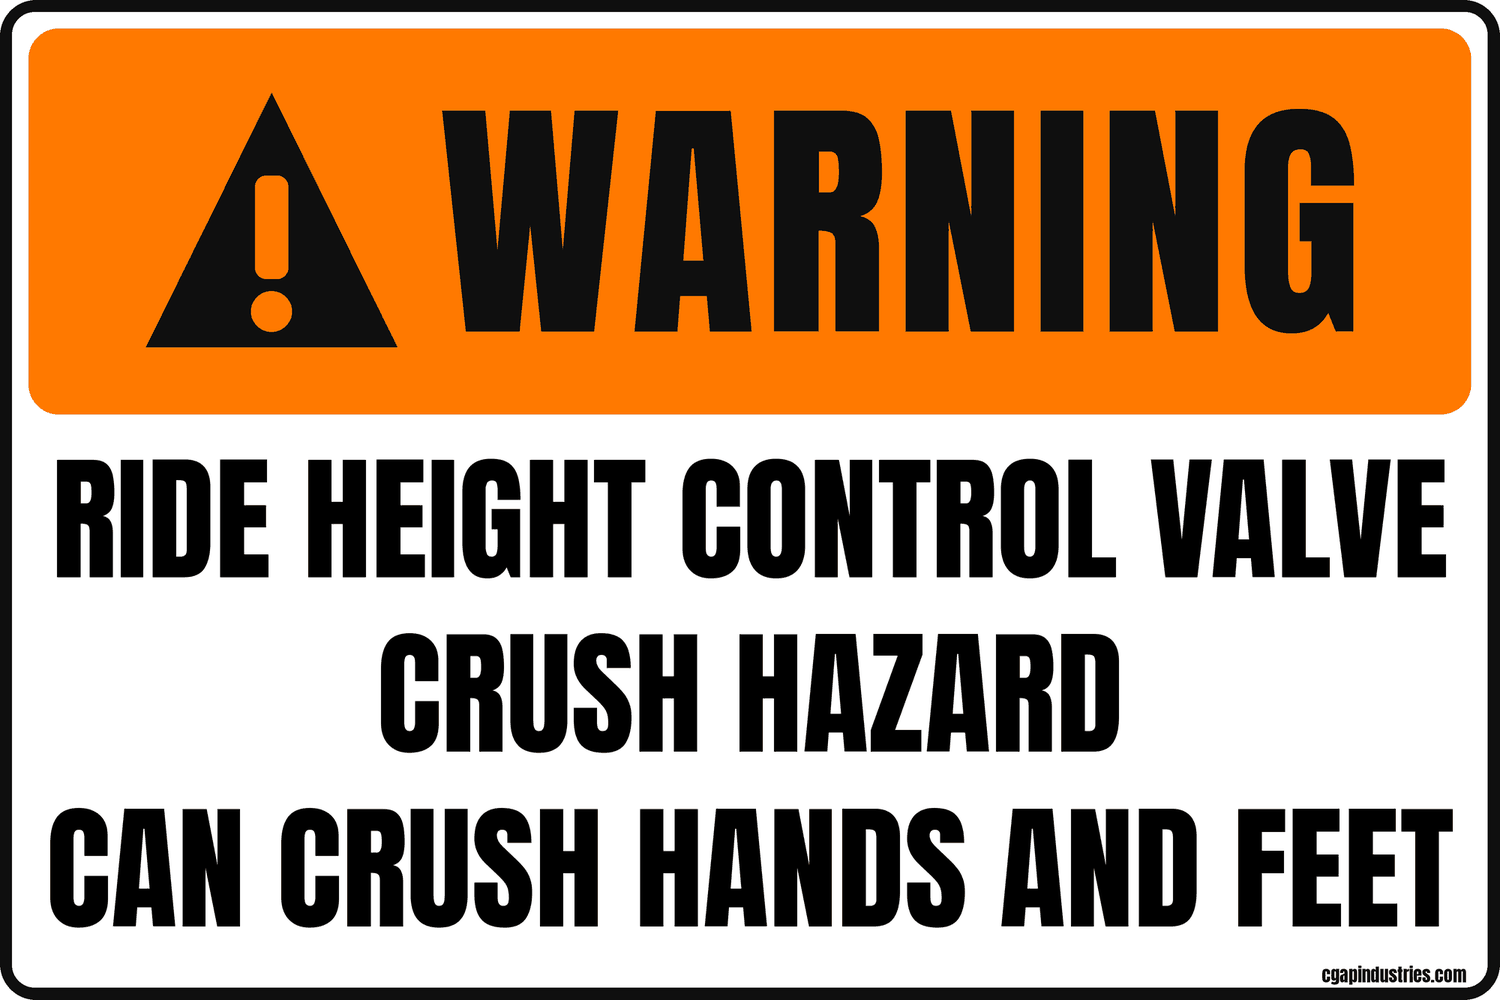 WARNING
RIDE HEIGHT CONTROL VALVE
CRUSH HAZARD
CAN CRUSH HANDS AND FEET
cgapindustries.com